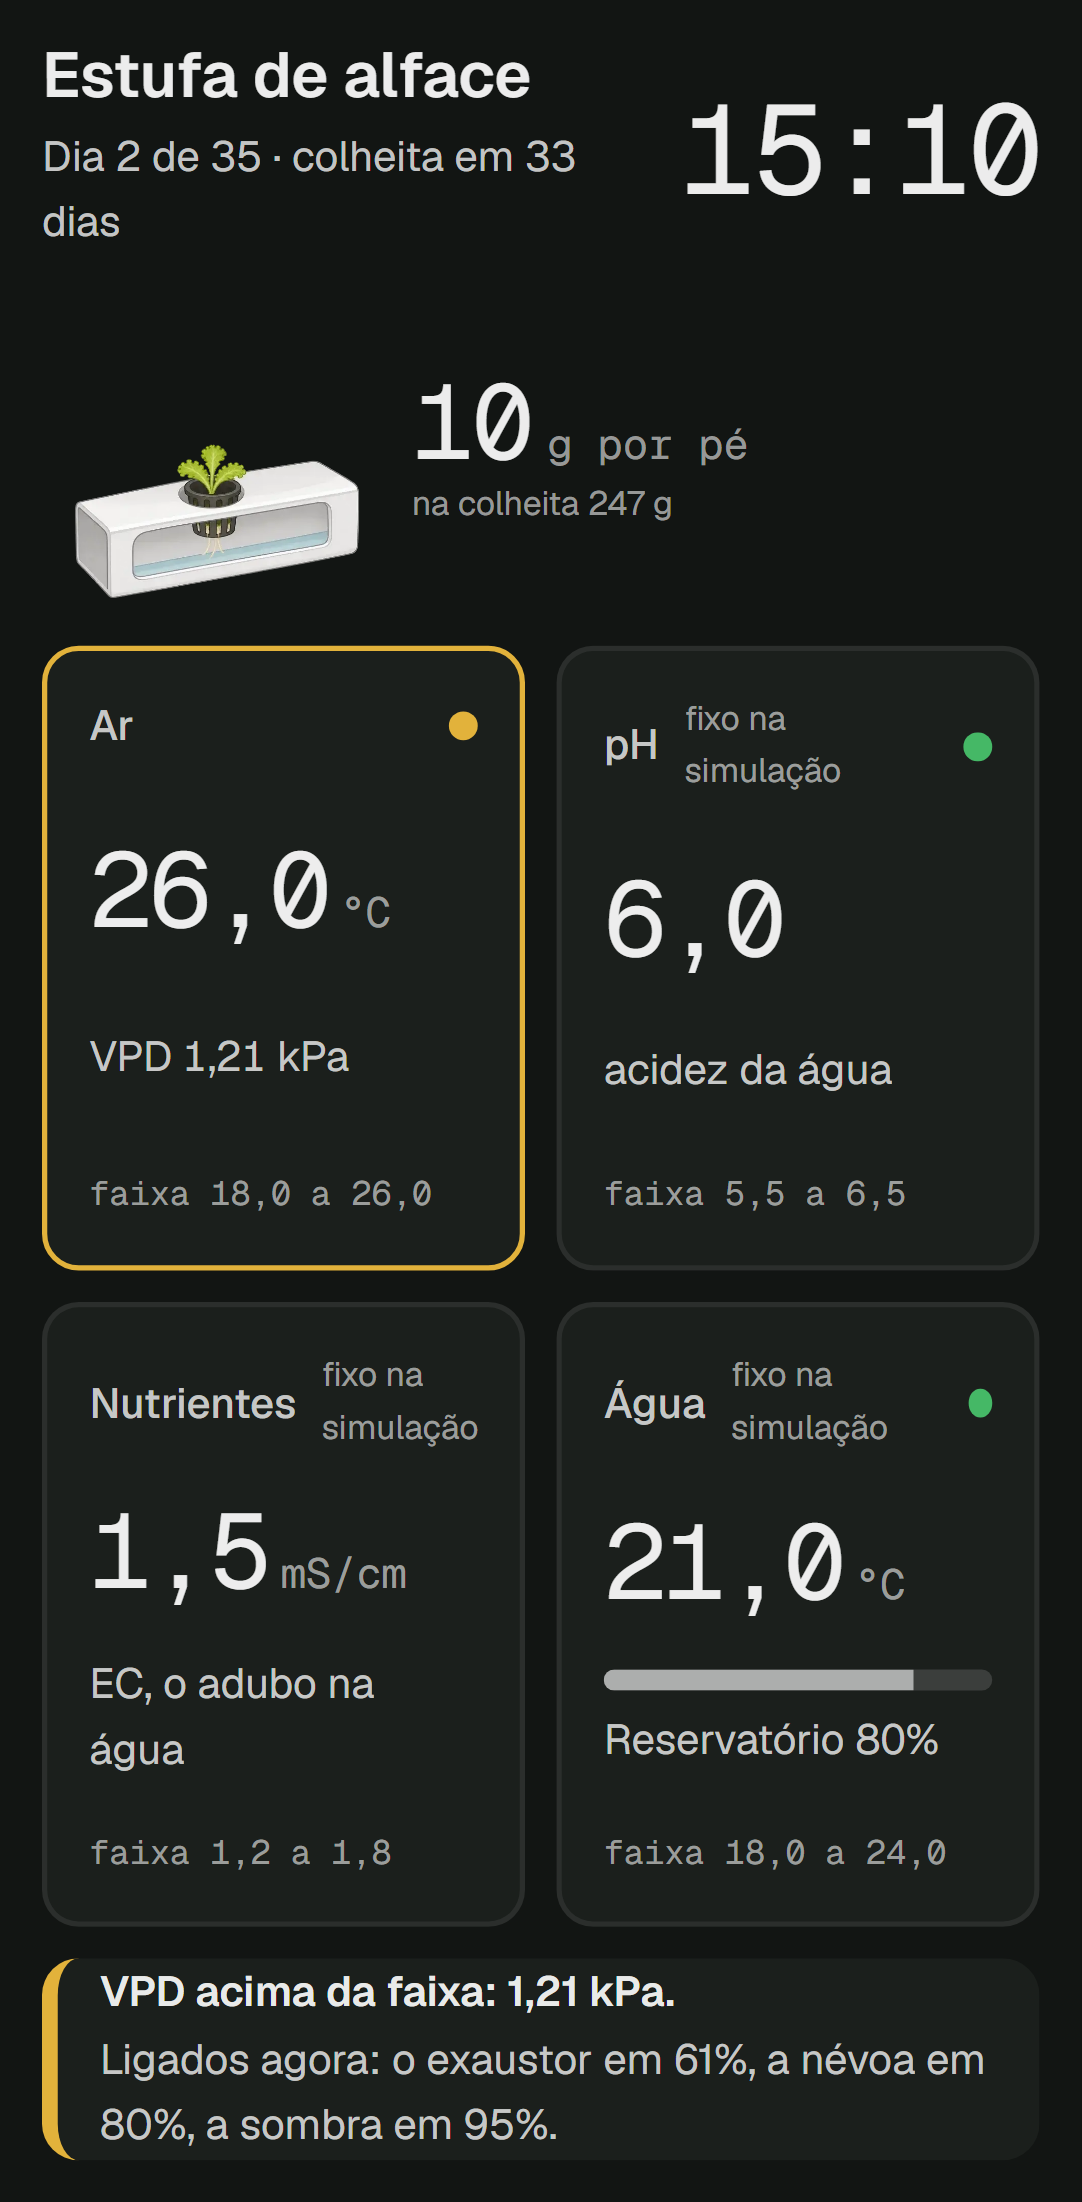 Estufa de alface
Dia 2 de 35 · colheita em 33
dias
15:10
10 g por pé
na colheita 247 g
Ar
26,0 °C
VPD 1,21 kPa
faixa 18,0 a 26,0
pH
fixo na
simulação
6,0
acidez da água
faixa 5,5 a 6,5
Nutrientes
fixo na
simulação
1,5 mS/cm
EC, o adubo na
água
faixa 1,2 a 1,8
Água
fixo na
simulação
21,0 °C
Reservatório 80%
faixa 18,0 a 24,0
VPD acima da faixa: 1,21 kPa.
Ligados agora: o exaustor em 61%, a névoa em
80%, a sombra em 95%.